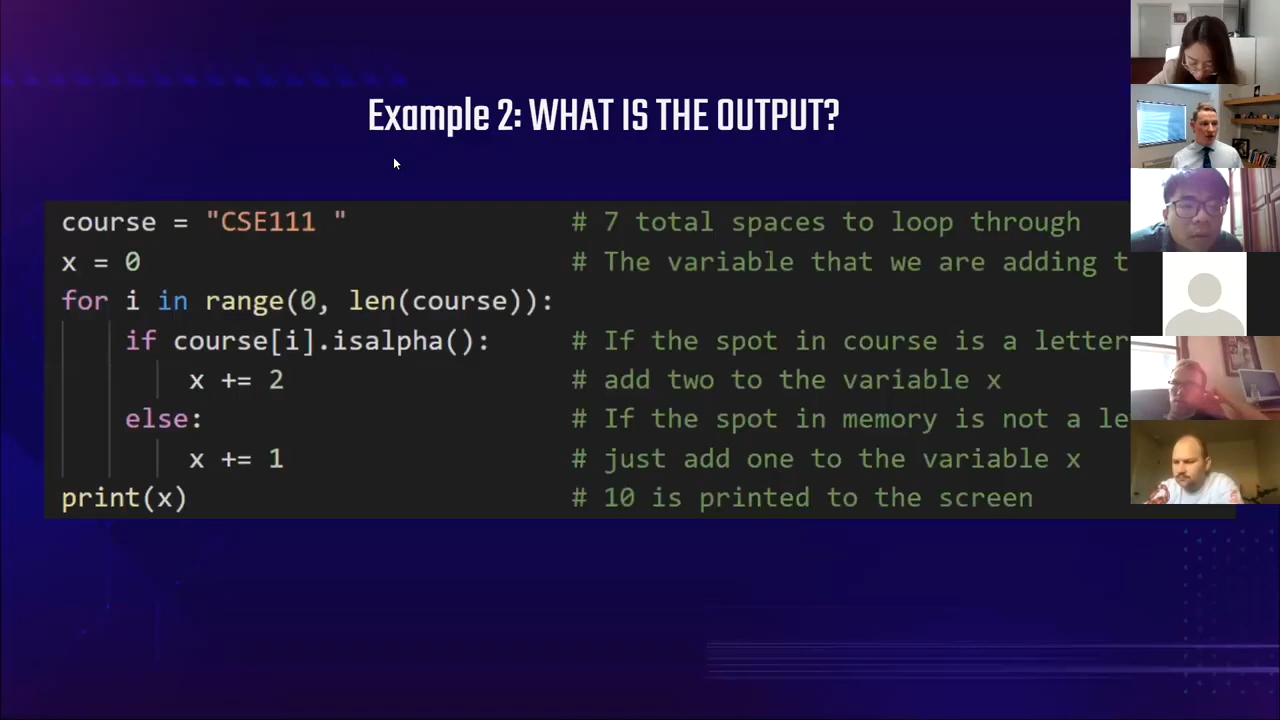 Example 2: WHAT IS THE OUTPUT?
course = "CSE111 " # 7 total spaces to loop through
x = 0 # The variable that we are adding t
for i in range(0, len(course)):
if course[i].isalpha(): # If the spot in course is a letter
x += 2 # add two to the variable x
else: # If the spot in memory is not a le
x += 1 # just add one to the variable x
print(x) # 10 is printed to the screen